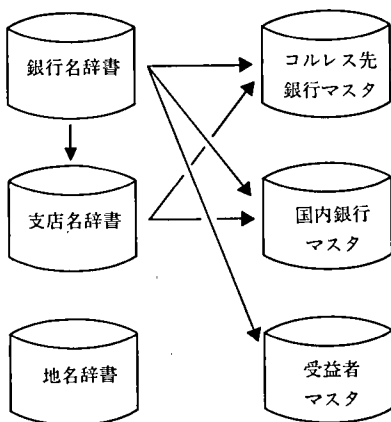 銀行名辞書
コルレス先
銀行マスタ
支店名辞書
国内銀行
マスタ
地名辞書
受益者
マスタ